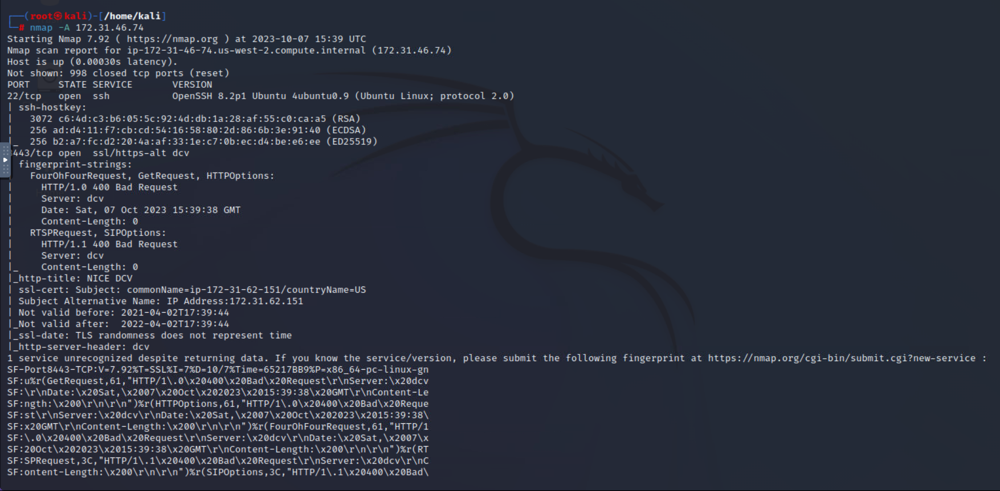 ┌──(root㉿kali)-[/home/kali]
└─# nmap -A 172.31.46.74
Starting Nmap 7.92 ( https://nmap.org ) at 2023-10-07 15:39 UTC
Nmap scan report for ip-172-31-46-74.us-west-2.compute.internal (172.31.46.74)
Host is up (0.00030s latency).
Not shown: 998 closed tcp ports (reset)
PORT     STATE SERVICE       VERSION
22/tcp   open  ssh           OpenSSH 8.2p1 Ubuntu 4ubuntu0.9 (Ubuntu Linux; protocol 2.0)
| ssh-hostkey:
|   3072 c6:4d:c3:b6:05:5c:92:4d:db:1a:28:af:55:c0:ca:a5 (RSA)
|   256 ad:d4:11:f7:cb:cd:54:16:58:80:2d:86:6b:3e:91:40 (ECDSA)
|_  256 b2:a7:fc:d2:20:4a:af:33:1e:c7:0b:ec:d4:be:e6:ee (ED25519)
443/tcp open  ssl/https-alt dcv
  fingerprint-strings:
|   FourOhFourRequest, GetRequest, HTTPOptions:
|     HTTP/1.0 400 Bad Request
|     Server: dcv
|     Date: Sat, 07 Oct 2023 15:39:38 GMT
|     Content-Length: 0
|   RTSPRequest, SIPOptions:
|     HTTP/1.1 400 Bad Request
|     Server: dcv
|_    Content-Length: 0
|_http-title: NICE DCV
| ssl-cert: Subject: commonName=ip-172-31-62-151/countryName=US
| Subject Alternative Name: IP Address:172.31.62.151
| Not valid before: 2021-04-02T17:39:44
|_Not valid after:  2022-04-02T17:39:44
|_ssl-date: TLS randomness does not represent time
|_http-server-header: dcv
1 service unrecognized despite returning data. If you know the service/version, please submit the following fingerprint at https://nmap.org/cgi-bin/submit.cgi?new-service :
SF-Port8443-TCP:V=7.92%T=SSL%I=7%D=10/7%Time=65217BB9%P=x86_64-pc-linux-gn
SF:u%r(GetRequest,61,"HTTP/1\.0\x20400\x20Bad\x20Request\r\nServer:\x20dcv
SF:\r\nDate:\x20Sat,\x2007\x20Oct\x202023\x2015:39:38\x20GMT\r\nContent-Le
SF:ngth:\x200\r\n\r\n")%r(HTTPOptions,61,"HTTP/1\.0\x20400\x20Bad\x20Reque
SF:st\r\nServer:\x20dcv\r\nDate:\x20Sat,\x2007\x20Oct\x202023\x2015:39:38\
SF:x20GMT\r\nContent-Length:\x200\r\n\r\n")%r(FourOhFourRequest,61,"HTTP/1
SF:\.0\x20400\x20Bad\x20Request\r\nServer:\x20dcv\r\nDate:\x20Sat,\x2007\x
SF:20Oct\x202023\x2015:39:38\x20GMT\r\nContent-Length:\x200\r\n\r\n")%r(RT
SF:SPRequest,3C,"HTTP/1\.1\x20400\x20Bad\x20Request\r\nServer:\x20dcv\r\nC
SF:ontent-Length:\x200\r\n\r\n")%r(SIPOptions,3C,"HTTP/1\.1\x20400\x20Bad\